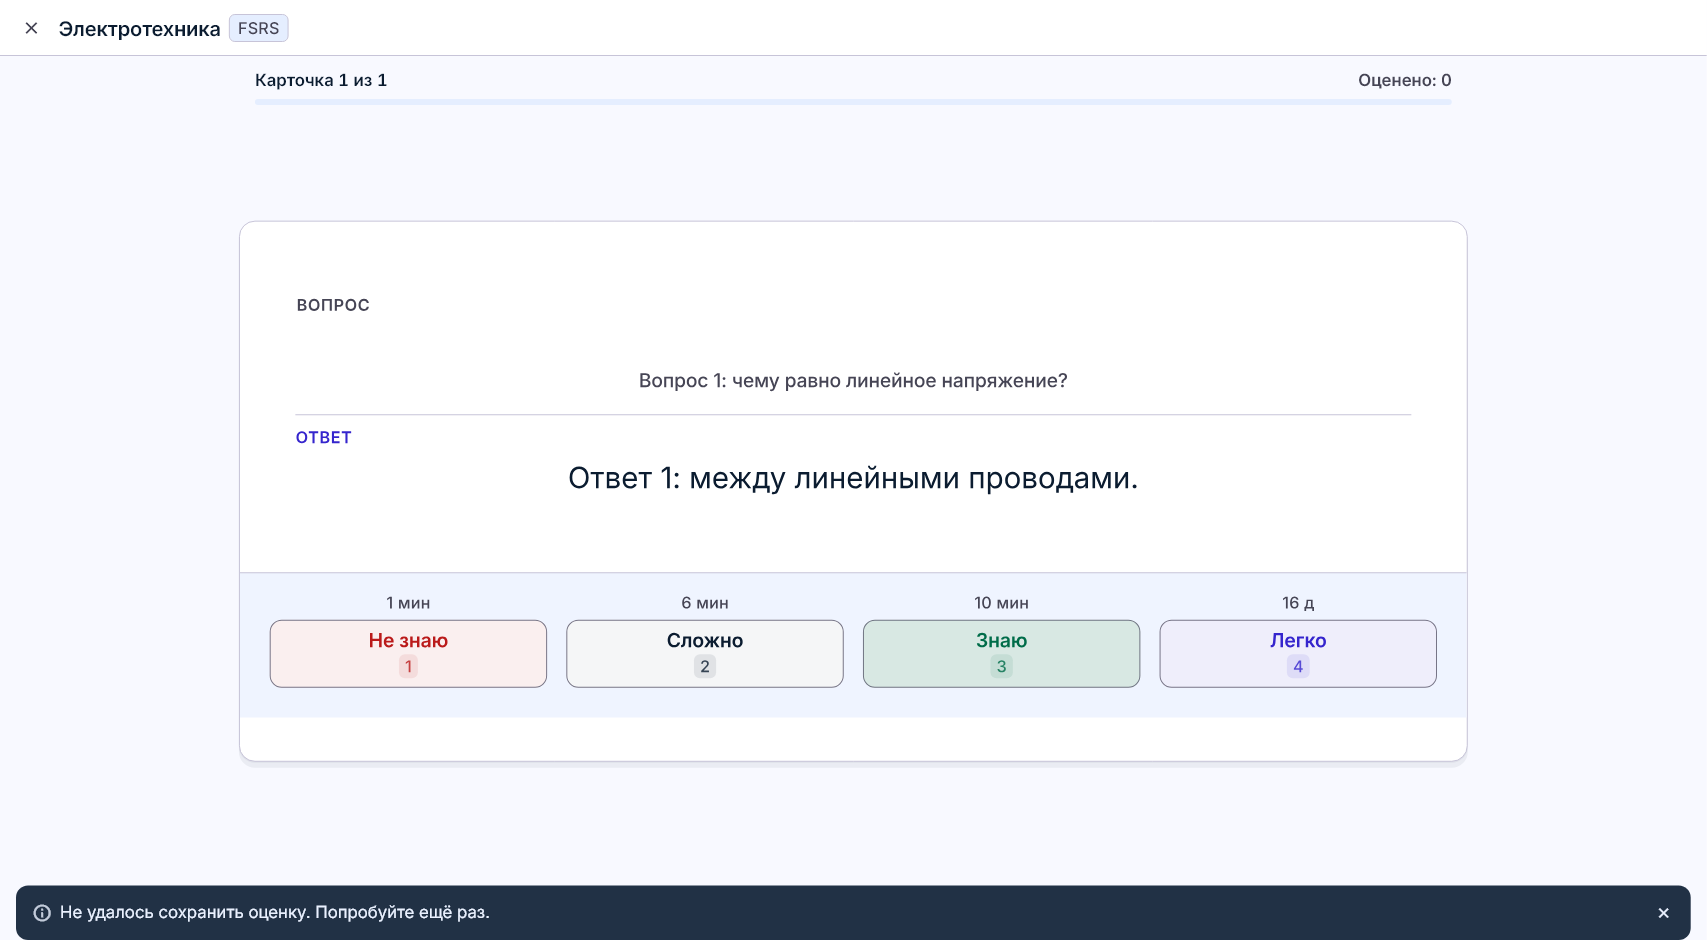 Электротехника FSRS
Карточка 1 из 1
Оценено: 0
ВОПРОС
Вопрос 1: чему равно линейное напряжение?
ОТВЕТ
Ответ 1: между линейными проводами.
1 мин
Не знаю
1
6 мин
Сложно
2
10 мин
Знаю
3
16 д
Легко
4
Не удалось сохранить оценку. Попробуйте ещё раз.